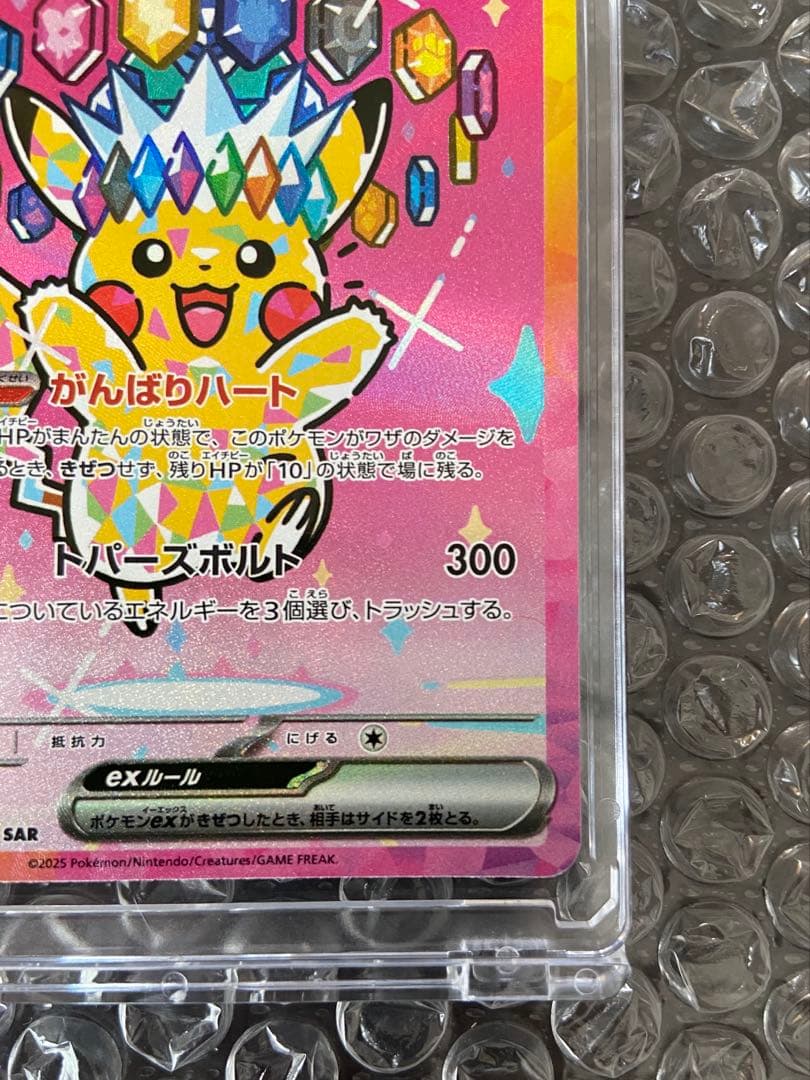 がんばりハート
HPがまんたんの状態で、このポケモンがワザのダメージを
るとき、きぜつせず、残りHPが「10」の状態で場に残る。
トパーズボルト 300
についているエネルギーを3個選び、トラッシュする。
抵抗力 にげる
exルール
ポケモンexがきぜつしたとき、相手はサイドを2枚とる。
SAR
©2025 Pokémon/Nintendo/Creatures/GAME FREAK.